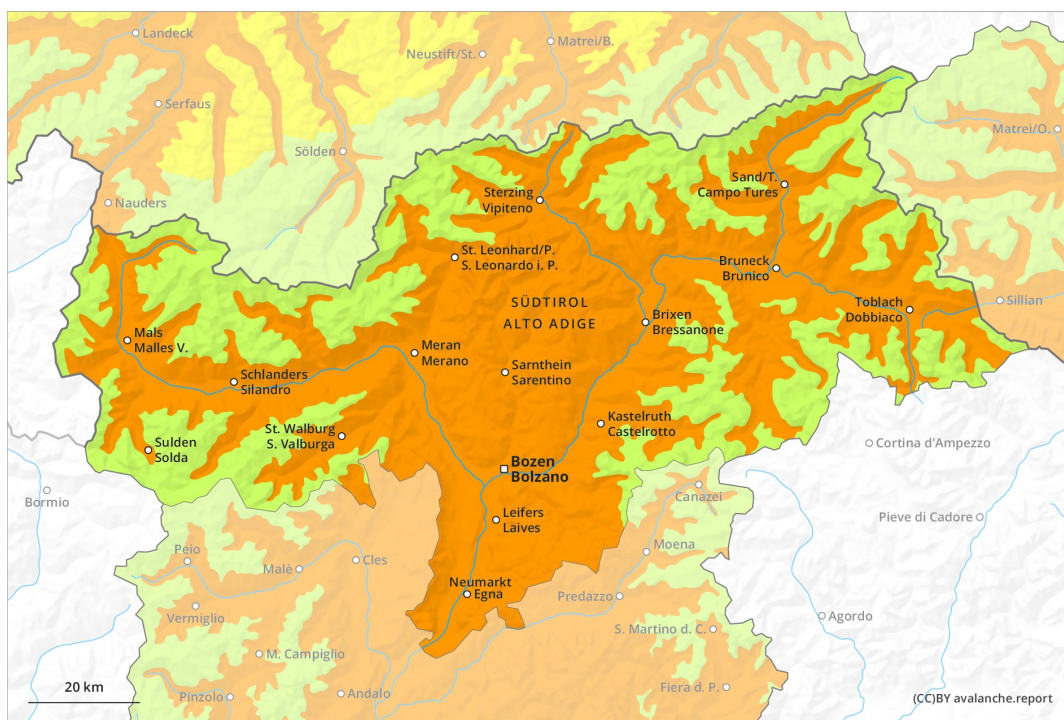 Landeck
Neustift/St.
Matrei/B.
Serfaus
Matrei/O.
Sölden
Sand/T.
Campo Tures
Sterzing
Vipiteno
Nauders
St. Leonhard/P.
S. Leonardo i. P.
Bruneck
Brunico
SÜDTIROL
ALTO ADIGE
Toblach
Dobbiaco
Sillian
Brixen
Bressanone
Mals
Malles V.
Meran
Merano
Sarnthein
Sarentino
Schlanders
Silandro
Kastelruth
Castelrotto
St. Walburg
S. Valburga
Sulden
Solda
Cortina d'Ampezzo
Bozen
Bolzano
Bormio
Canazei
Leifers
Laives
Pieve di Cadore
Peio
Moena
Cles
Malè
Neumarkt
Egna
Predazzo
Vermiglio
Agordo
S. Martino d. C.
M. Campiglio
20 km
Pinzolo
Andalo
Fiera d. P.
(CC)BY avalanche.report